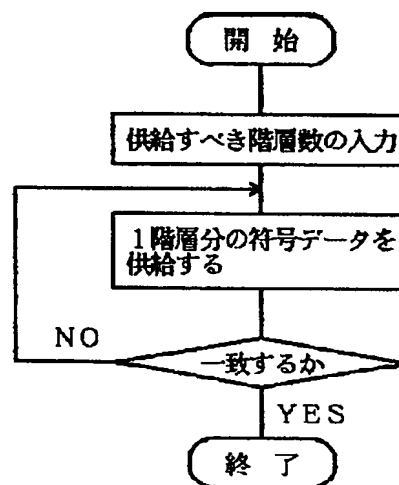 開 始
供給すべき階層数の入力
1階層分の符号データを
供給する
一致するか
NO
YES
終 了